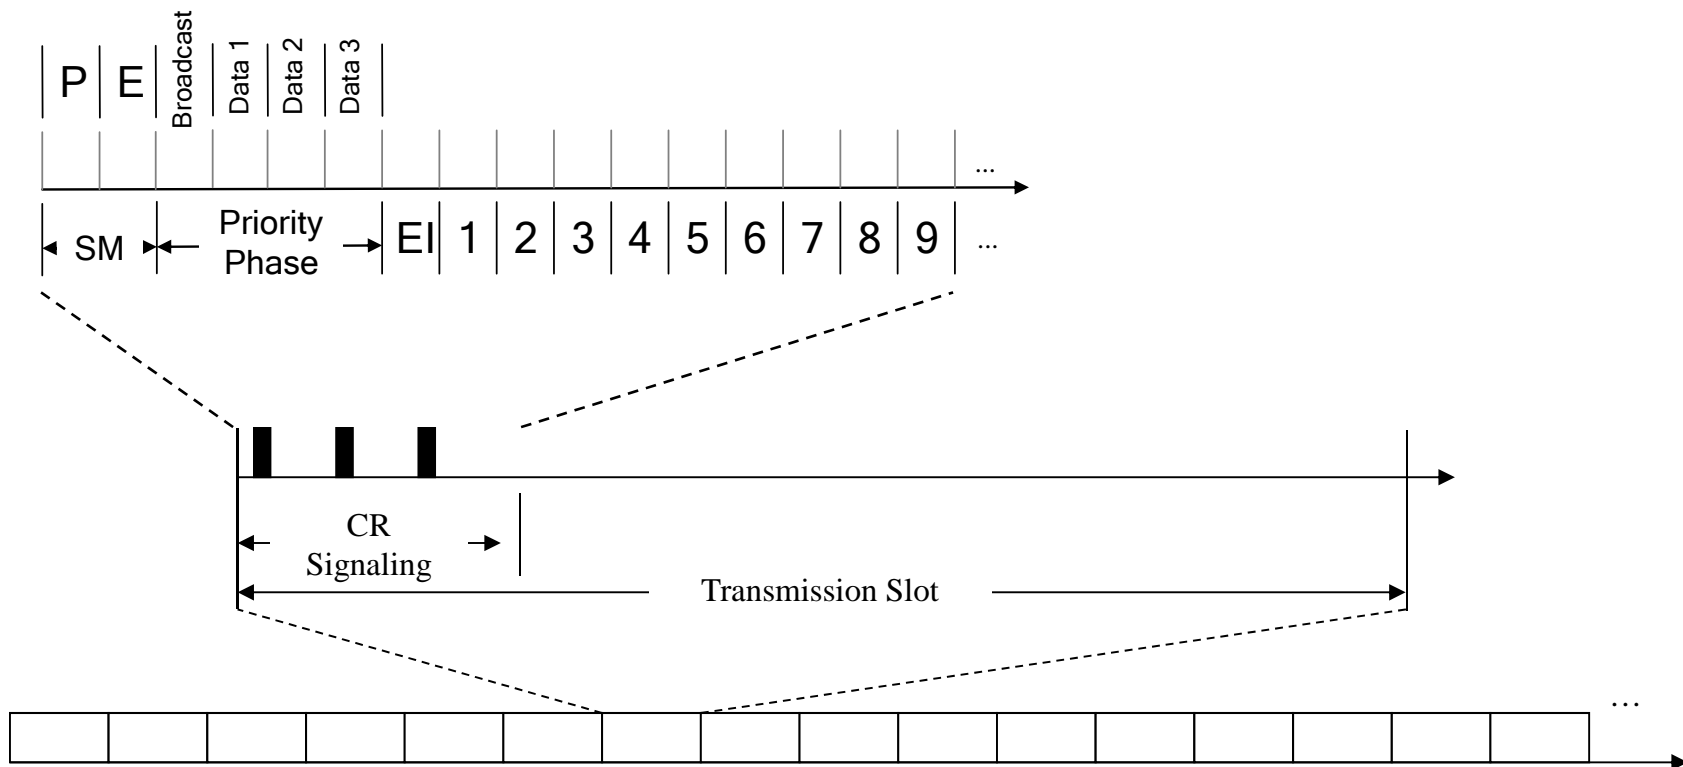 P E Broadcast Data 1 Data 2 Data 3
...
SM Priority Phase EI 1 2 3 4 5 6 7 8 9 ...
CR
Signaling
Transmission Slot
...